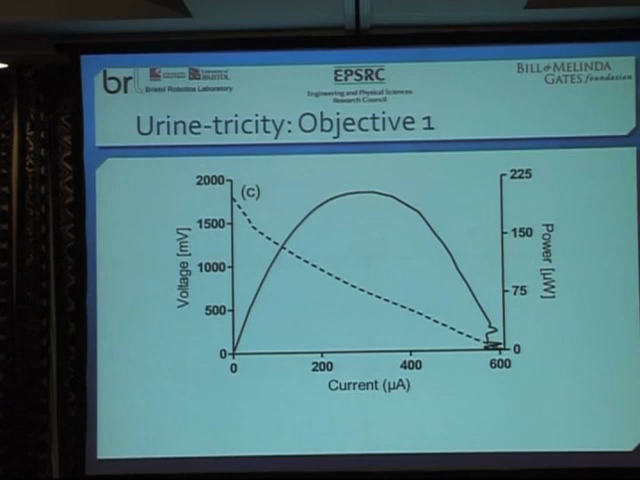 brl
Bristol Robotics Laboratory
University of
BRISTOL
EPSRC
Engineering and Physical Sciences
Research Council
BILL & MELINDA
GATES foundation
Urine-tricity: Objective 1
(c)
2000
1500
1000
500
0
Voltage [mV]
225
150
75
0
Power [µW]
0
200
400
600
Current (µA)